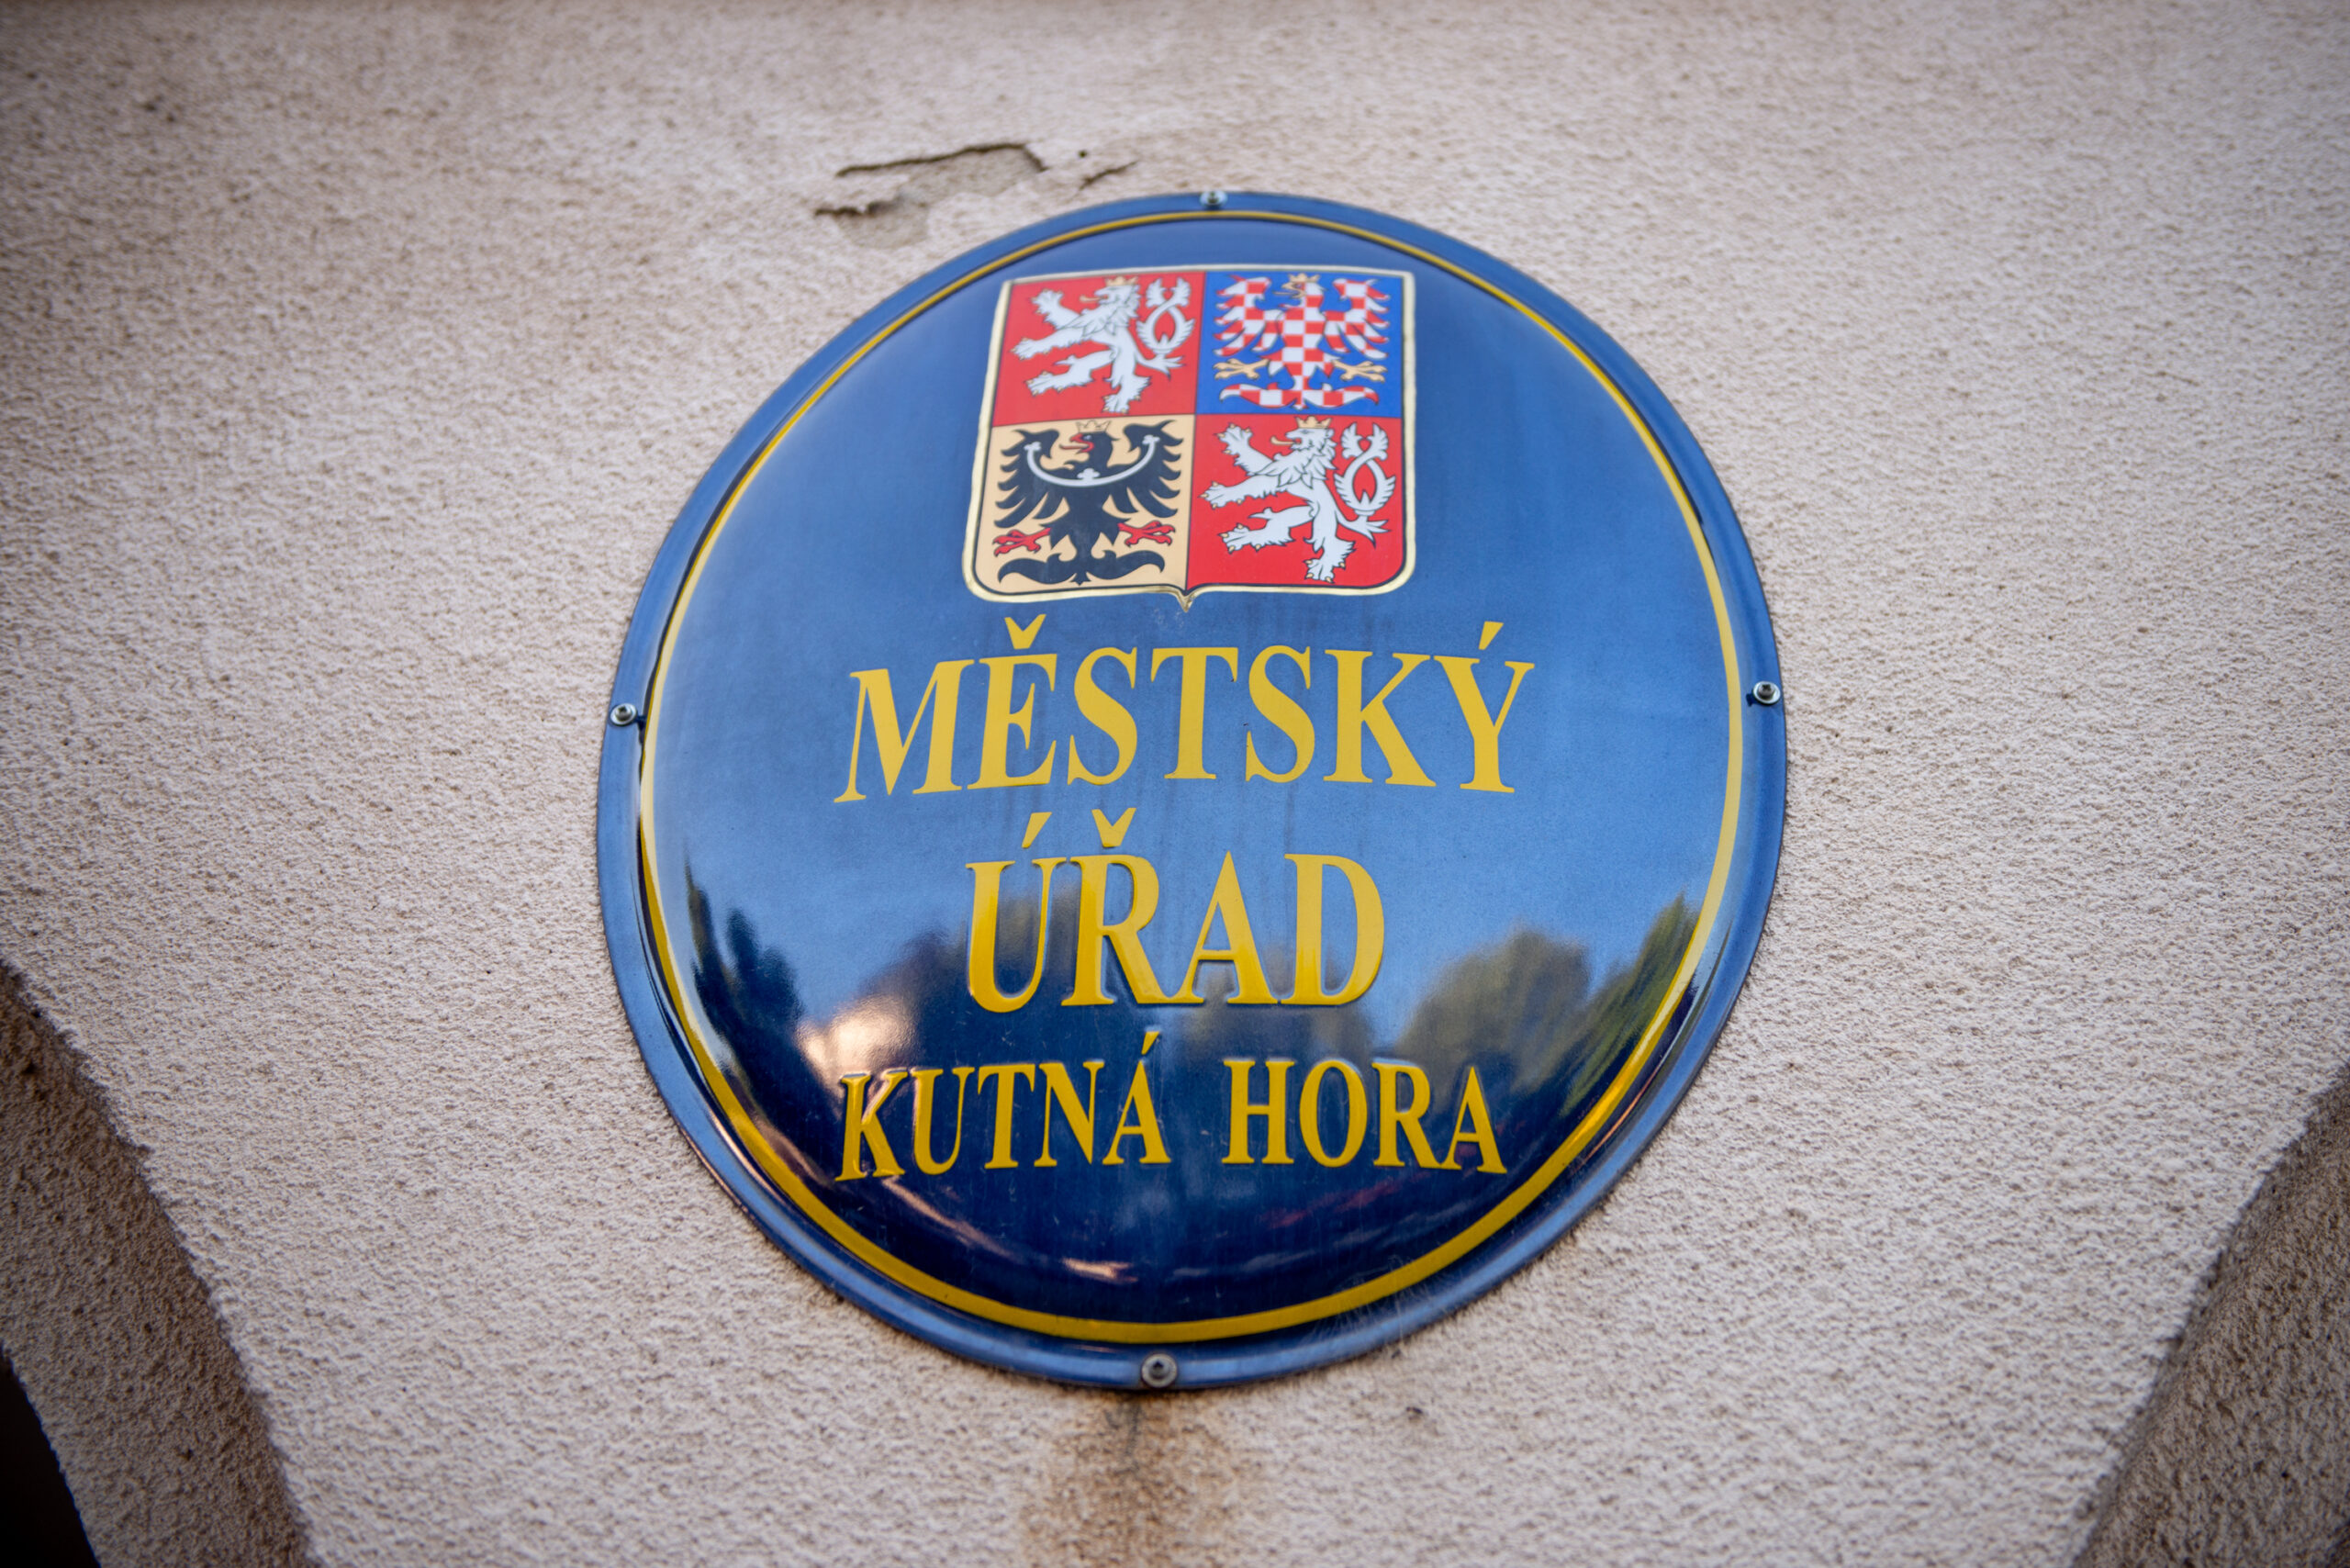 MĚSTSKÝ
ÚŘAD
KUTNÁ HORA